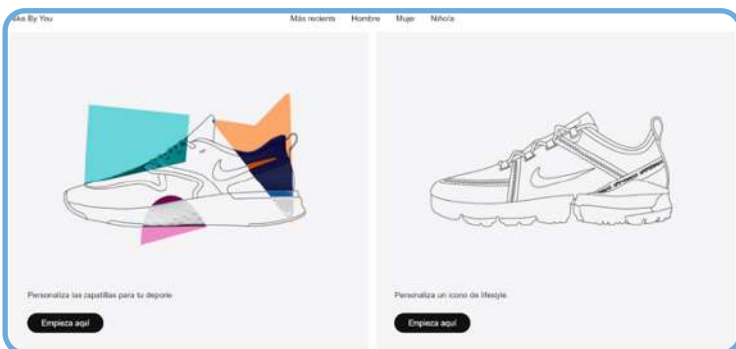 Nike By You
Más reciente Hombre Mujer Niño/a
Personaliza las zapatillas para tu deporte
Empieza aquí
Personaliza un icono de lifestyle
Empieza aquí